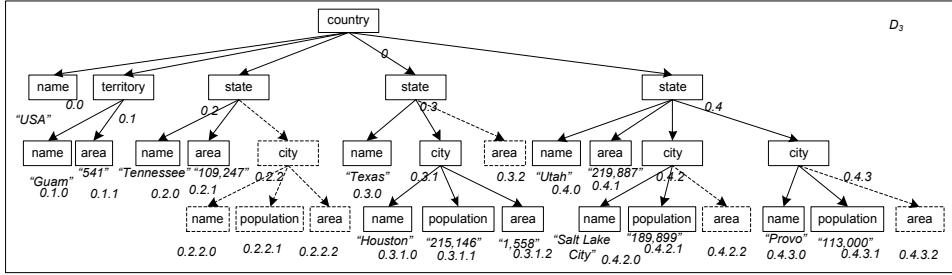 country
D3
0
name
territory
state
state
state
0.0
0.1
0.2
0.3
0.4
"USA"
name
area
name
area
city
name
city
area
name
area
city
city
"Guam"
"541"
"Tennessee"
"109,247"
0.2.2
"Texas"
0.3.1
0.3.2
"Utah"
"219,887"
0.4.2
0.4.3
0.1.0
0.1.1
0.2.0
0.2.1
0.3.0
0.4.0
0.4.1
name
population
area
name
population
area
name
population
area
name
population
area
"Houston"
"215,146"
"1,558"
"Salt Lake City"
"189,899"
"Provo"
"113,000"
0.2.2.0
0.2.2.1
0.2.2.2
0.3.1.0
0.3.1.1
0.3.1.2
0.4.2.0
0.4.2.1
0.4.2.2
0.4.3.0
0.4.3.1
0.4.3.2